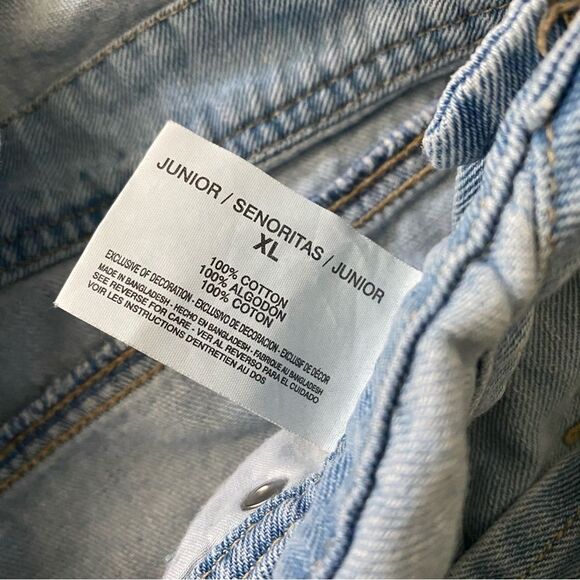 JUNIOR / SENORITAS / JUNIOR
XL
100% COTTON
100% ALGODON
100% COTON
EXCLUSIVE OF DECORATION - EXCLUSIVO DE DECORACION - EXCLUSIF DE DÉCOR
MADE IN BANGLADESH - HECHO EN BANGLADESH - FABRIQUE AU BANGLADESH
SEE REVERSE FOR CARE - VER AL REVERSO PARA EL CUIDADO
VOIR LES INSTRUCTIONS D'ENTRETIEN AU DOS